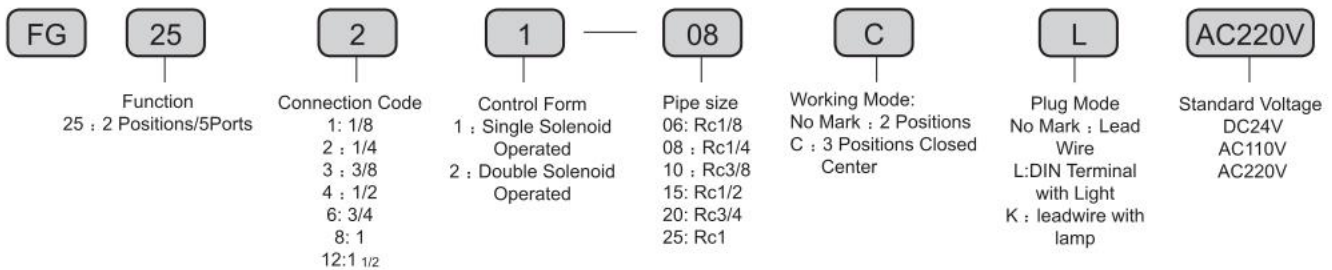 FG 25 2 1 — 08 C L AC220V
Function
25：2 Positions/5Ports
Connection Code
1: 1/8
2：1/4
3：3/8
4：1/2
6: 3/4
8: 1
12:1 1/2
Control Form
1：Single Solenoid
Operated
2：Double Solenoid
Operated
Pipe size
06: Rc1/8
08：Rc1/4
10：Rc3/8
15: Rc1/2
20: Rc3/4
25: Rc1
Working Mode:
No Mark：2 Positions
C：3 Positions Closed
Center
Plug Mode
No Mark：Lead
Wire
L:DIN Terminal
with Light
K：leadwire with
lamp
Standard Voltage
DC24V
AC110V
AC220V